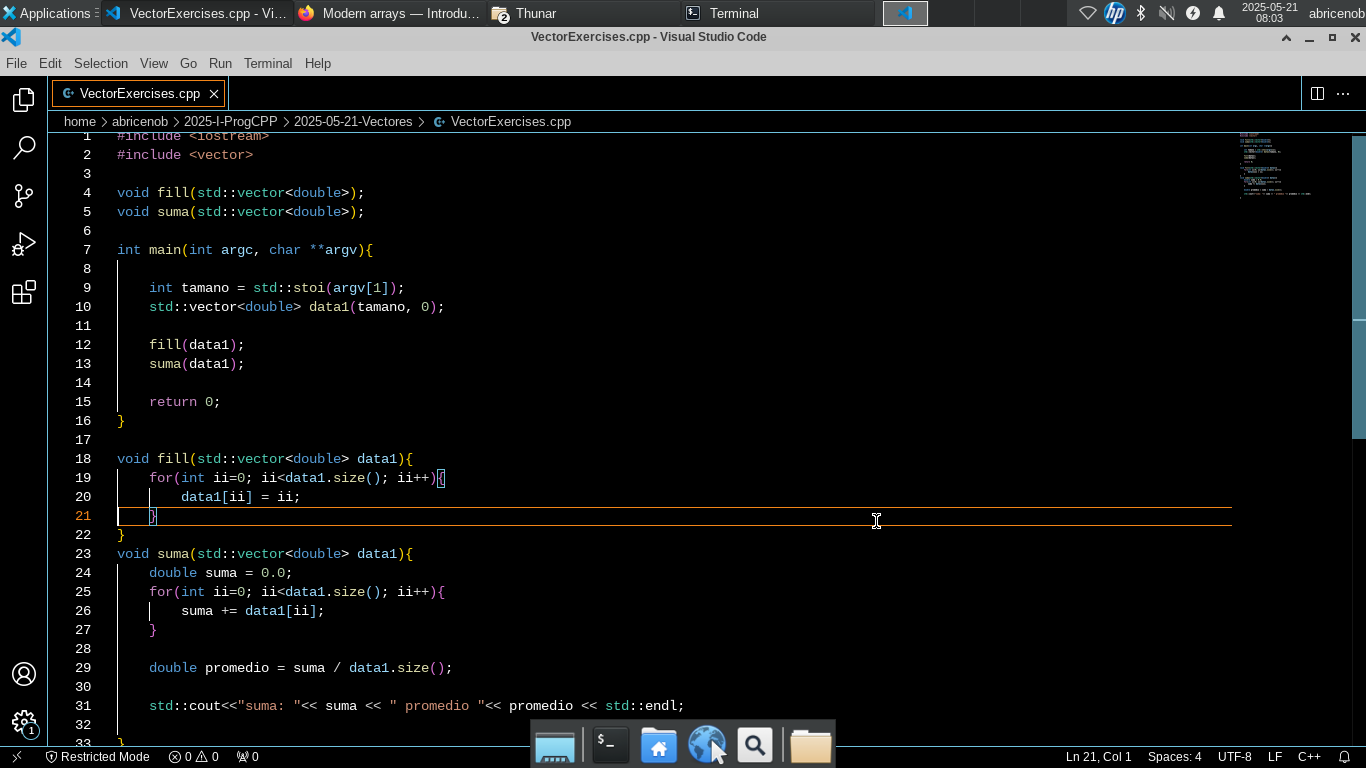 Applications
VectorExercises.cpp - Vi...
Modern arrays — Introdu...
2
Thunar
Terminal
2025-05-21
08:03
abricenob
VectorExercises.cpp - Visual Studio Code
File Edit Selection View Go Run Terminal Help
VectorExercises.cpp
home > abricenob > 2025-I-ProgCPP > 2025-05-21-Vectores > VectorExercises.cpp
1 #include <iostream>
2 #include <vector>
3
4 void fill(std::vector<double>);
5 void suma(std::vector<double>);
6
7 int main(int argc, char **argv){
8
9     int tamano = std::stoi(argv[1]);
10     std::vector<double> data1(tamano, 0);
11
12     fill(data1);
13     suma(data1);
14
15     return 0;
16 }
17
18 void fill(std::vector<double> data1){
19     for(int ii=0; ii<data1.size(); ii++){
20         data1[ii] = ii;
21     }
22 }
23 void suma(std::vector<double> data1){
24     double suma = 0.0;
25     for(int ii=0; ii<data1.size(); ii++){
26         suma += data1[ii];
27     }
28
29     double promedio = suma / data1.size();
30
31     std::cout<<"suma: "<< suma << " promedio "<< promedio << std::endl;
32
33 }
1
Restricted Mode 0 0 0 Ln 21, Col 1 Spaces: 4 UTF-8 LF C++